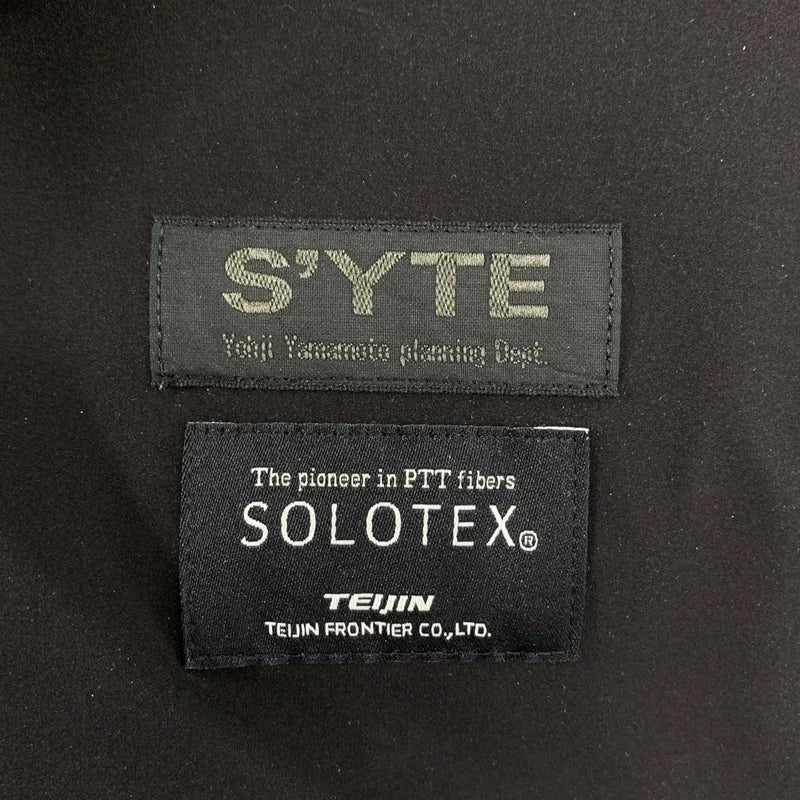 S'YTE
Yohji Yamamoto planning Dept.
The pioneer in PTT fibers
SOLOTEX®
TEIJIN
TEIJIN FRONTIER CO.,LTD.